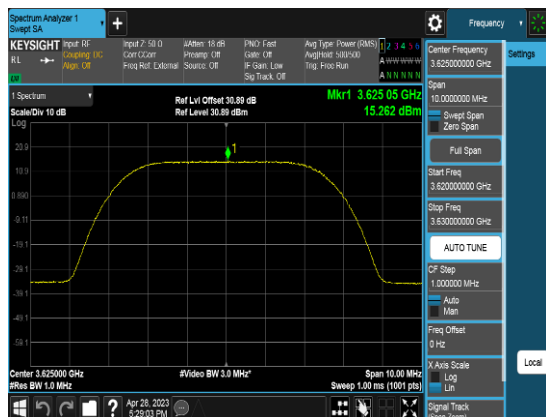 Spectrum Analyzer 1
Swept SA
+
Frequency
KEYSIGHT
RL
Input: RF
Coupling: DC
Align: Off
Input Z: 50 Ω
Corr CCorr
Freq Ref: External
#Atten: 18 dB
Preamp: Off
Source: Off
PNO: Fast
Gate: Off
IF Gain: Low
Sig Track: Off
Avg Type: Power (RMS)
Avg|Hold: 500/500
Trig: Free Run
1 2 3 4 5 6
A W W W W W
A N N N N N
LW
1 Spectrum
Scale/Div 10 dB
Ref Lvl Offset 30.89 dB
Ref Level 30.89 dBm
Mkr1 3.625 05 GHz
15.262 dBm
Log
1
20.9
10.9
0.890
-9.11
-19.1
-29.1
-39.1
-49.1
-59.1
Center 3.625000 GHz
#Res BW 1.0 MHz
#Video BW 3.0 MHz*
Span 10.00 MHz
Sweep 1.00 ms (1001 pts)
Center Frequency
3.625000000 GHz
Span
10.0000000 MHz
Swept Span
Zero Span
Full Span
Start Freq
3.620000000 GHz
Stop Freq
3.630000000 GHz
AUTO TUNE
CF Step
1.000000 MHz
Auto
Man
Freq Offset
0 Hz
X Axis Scale
Log
Lin
Signal Track
(Span Zoom)
Settings
Local
?
Apr 28, 2023
5:29:03 PM